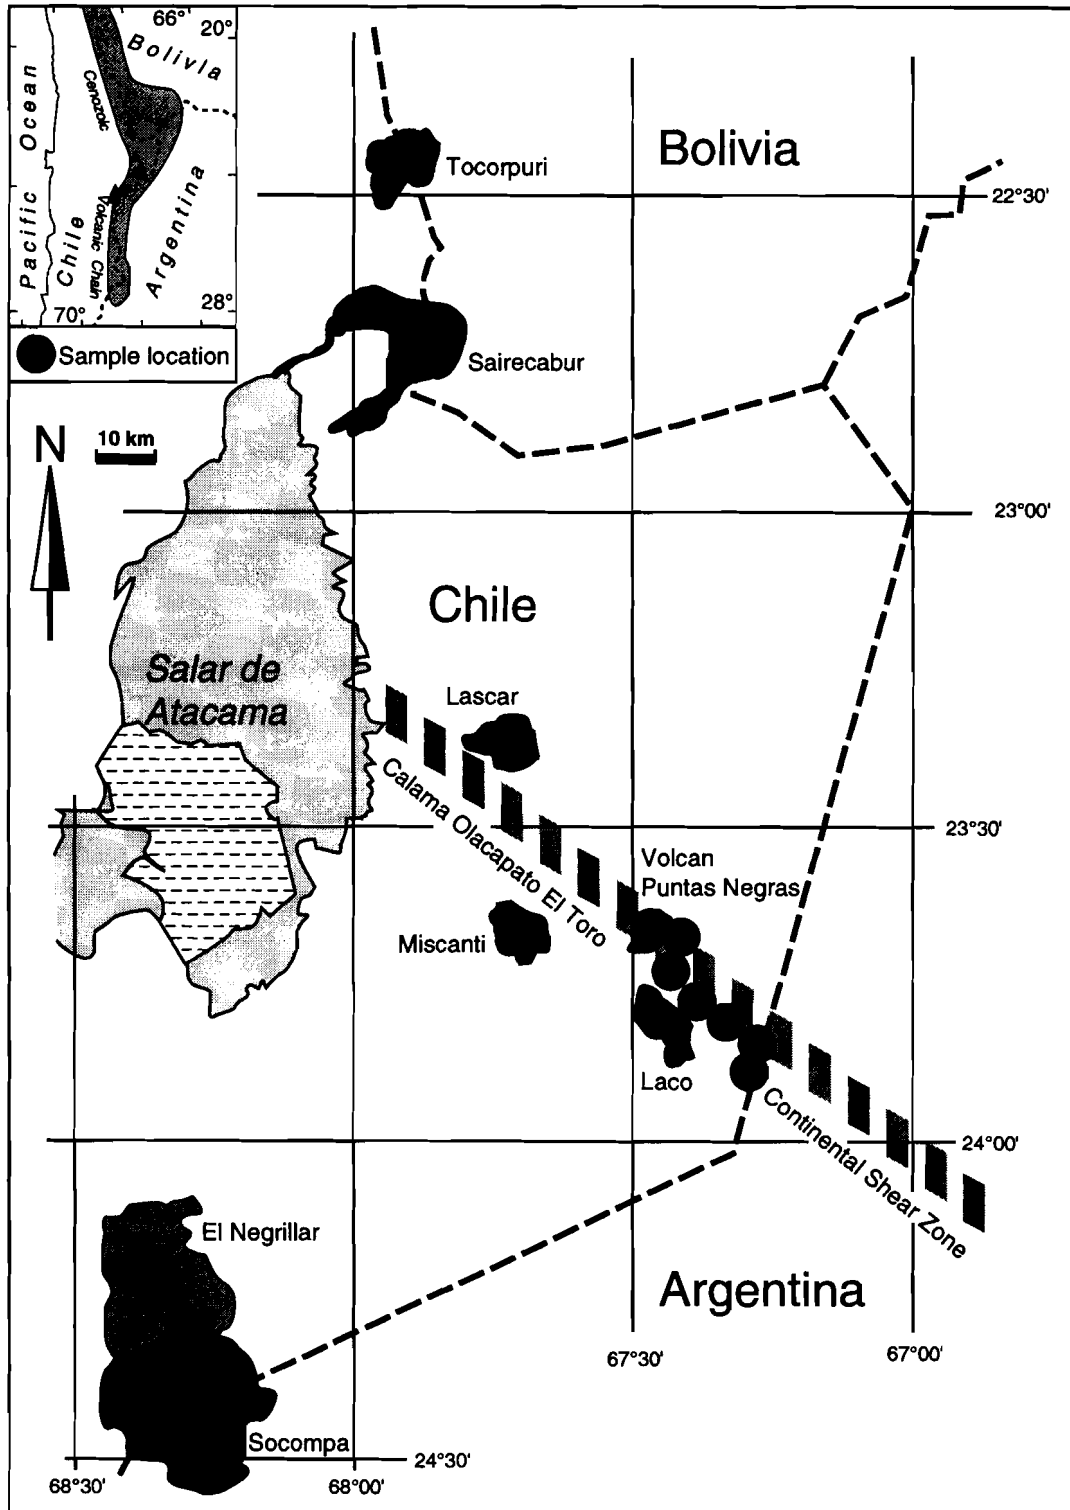 66°
20°
Bolivia
Pacific Ocean
Cenozoic
Volcanic Chain
Chile
Argentina
70°
28°
Sample location
N
10 km
Tocorpuri
Bolivia
22°30'
Sairecabur
23°00'
Chile
Salar de
Atacama
Lascar
Calama Olacapato El Toro
23°30'
Volcan
Puntas Negras
Miscanti
Laco
Continental Shear Zone
24°00'
El Negrillar
Argentina
67°30'
67°00'
Socompa
24°30'
68°30'
68°00'